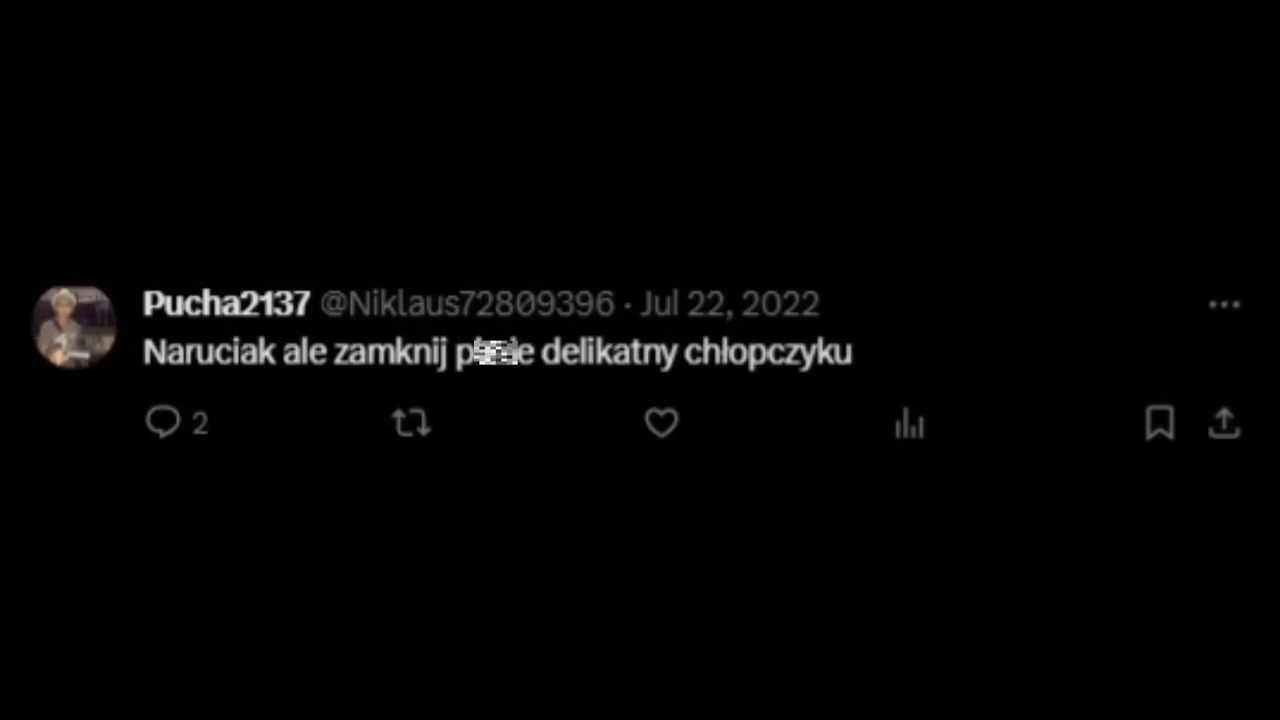 Pucha2137 @Niklaus72809396 · Jul 22, 2022
Naruciak ale zamknij delikatny chłopczyku
2